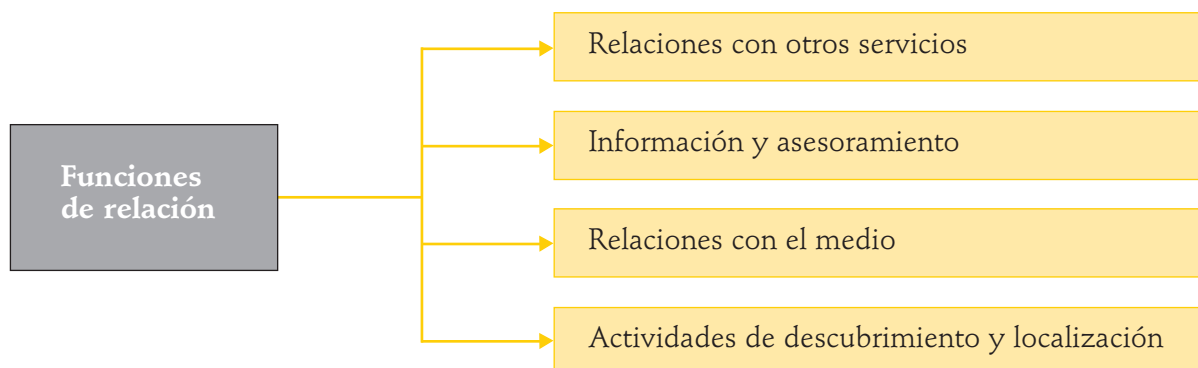 Funciones
de relación
Relaciones con otros servicios
Información y asesoramiento
Relaciones con el medio
Actividades de descubrimiento y localización